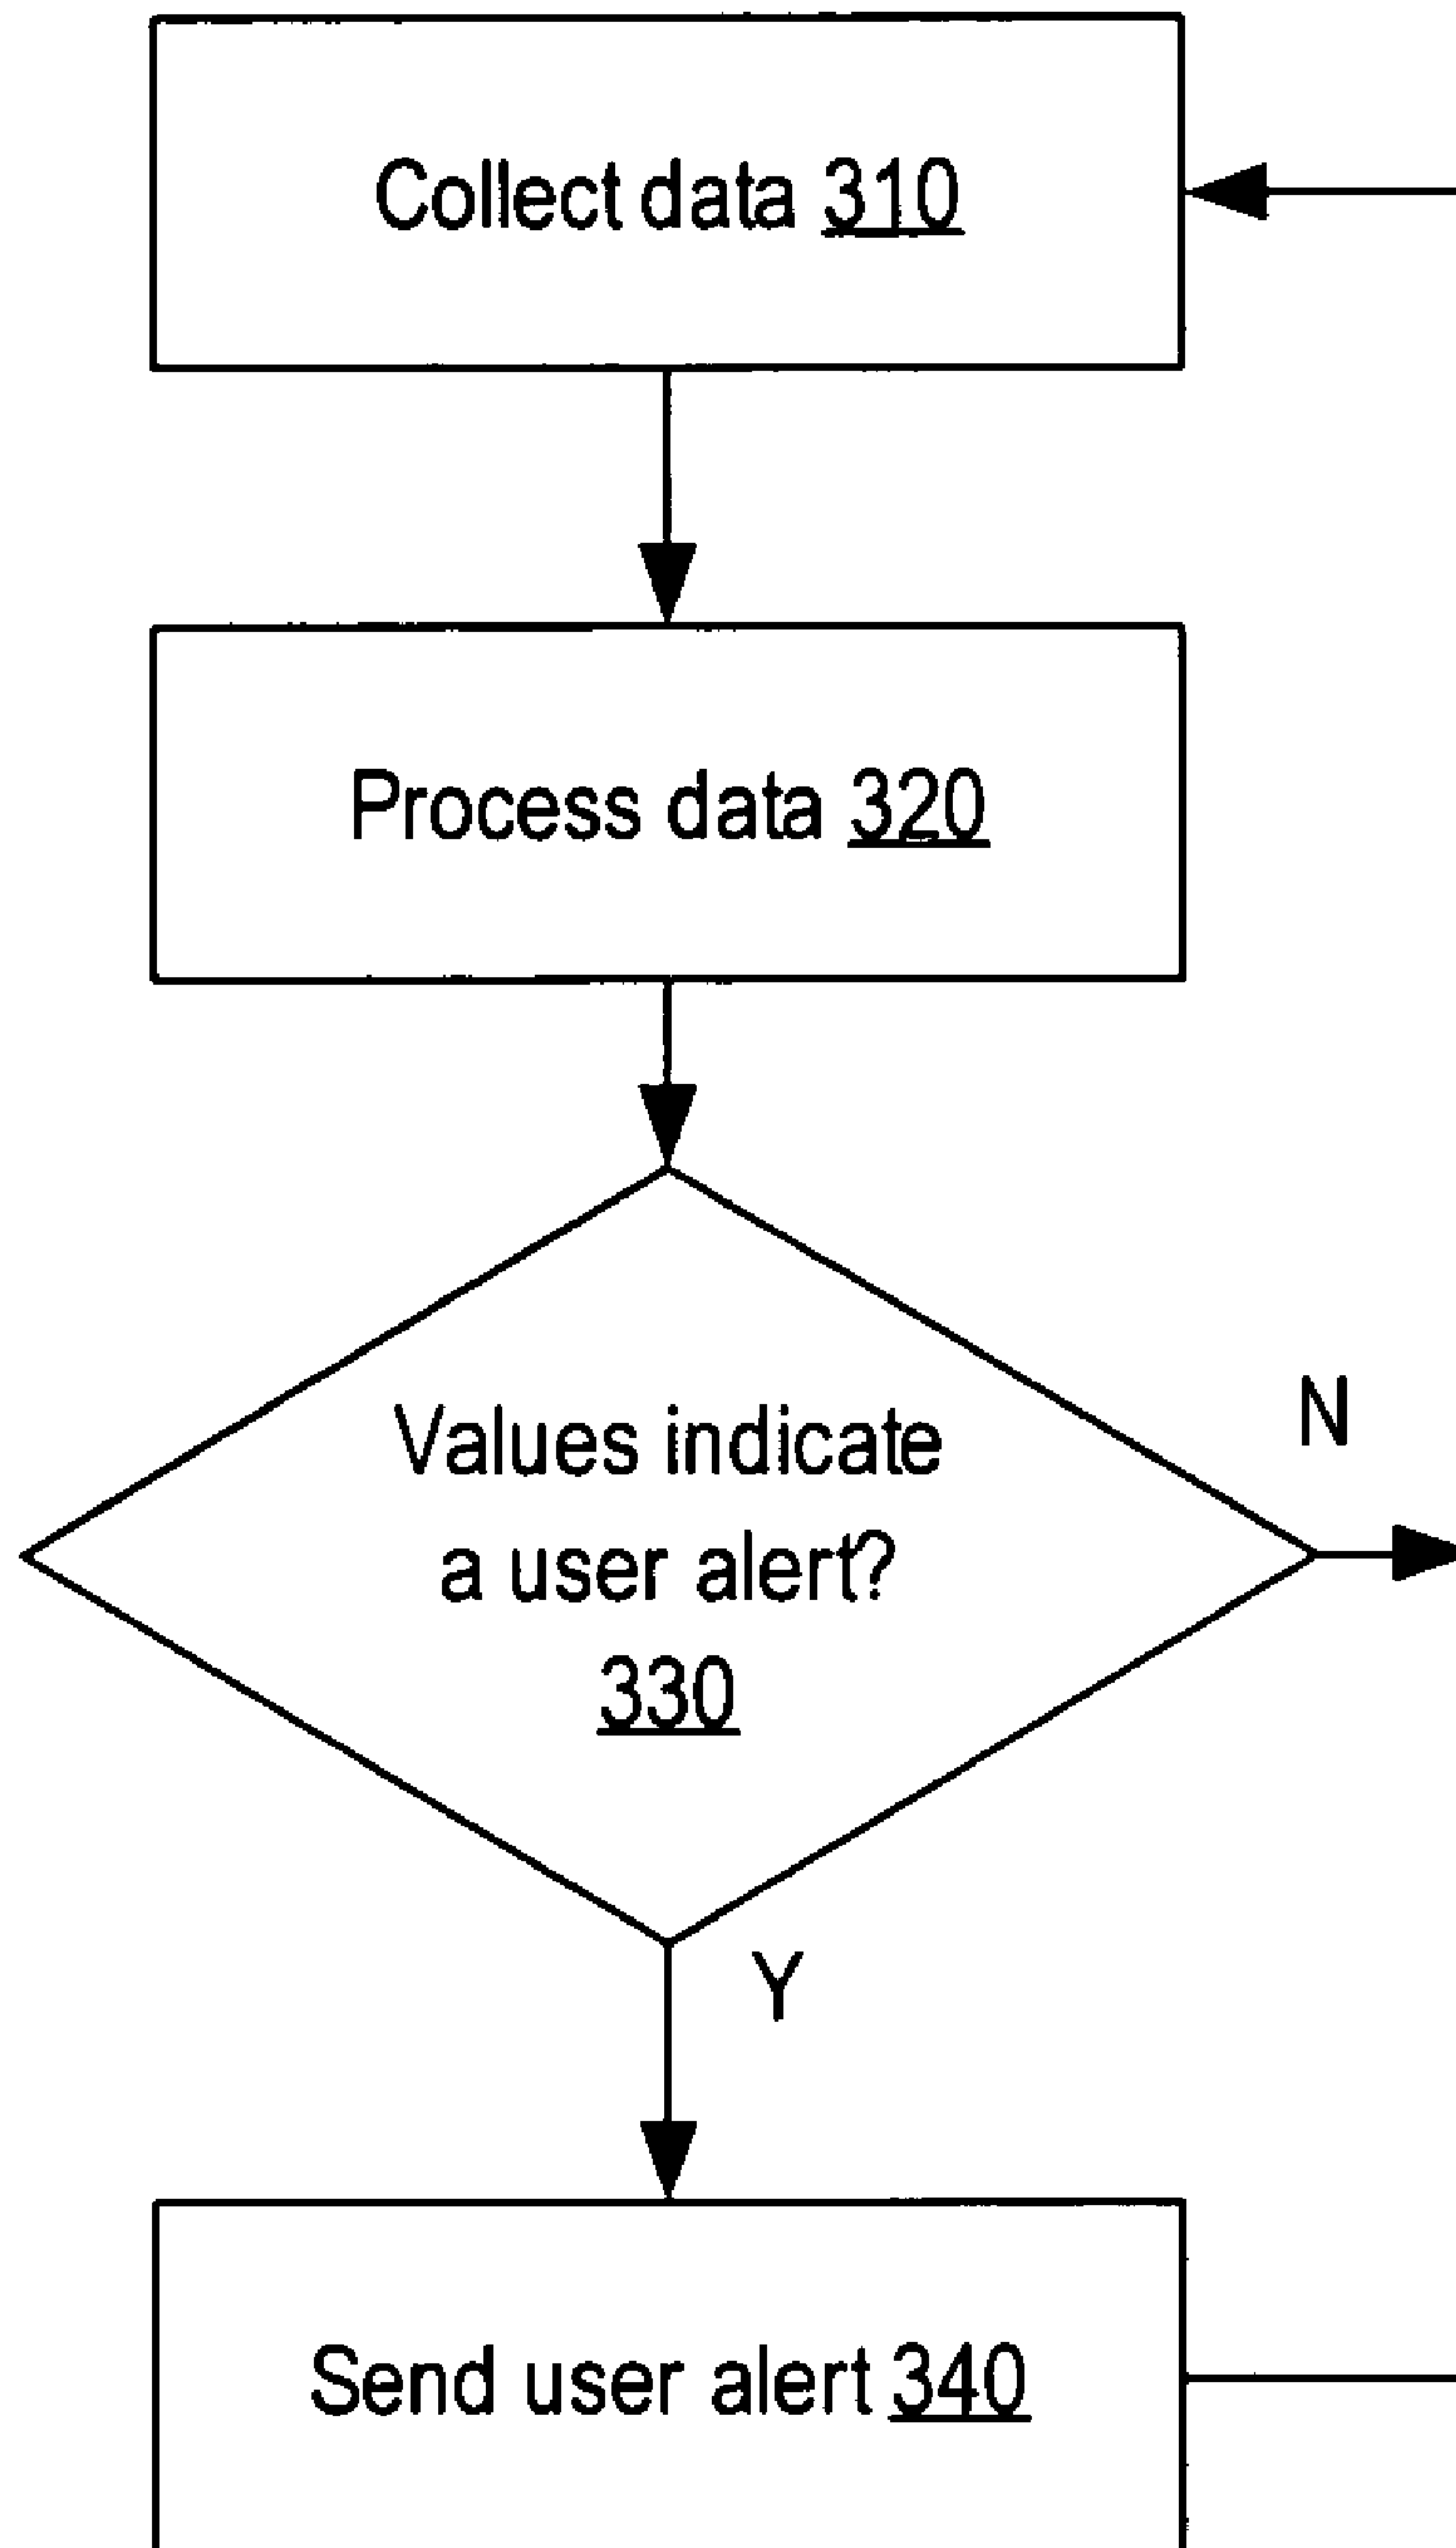 Collect data 310
Process data 320
Values indicate
a user alert?
330
N
Y
Send user alert 340